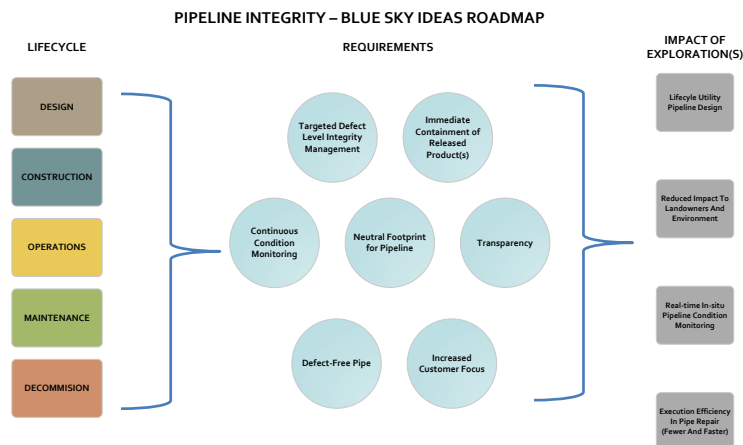 PIPELINE INTEGRITY – BLUE SKY IDEAS ROADMAP
LIFECYCLE
REQUIREMENTS
IMPACT OF
EXPLORATION(S)
DESIGN
CONSTRUCTION
OPERATIONS
MAINTENANCE
DECOMMISION
Targeted Defect
Level Integrity
Management
Immediate
Containment of
Released
Product(s)
Continuous
Condition
Monitoring
Neutral Footprint
for Pipeline
Transparency
Defect-Free Pipe
Increased
Customer Focus
Lifecyle Utility
Pipeline Design
Reduced Impact To
Landowners And
Environment
Real-time In-situ
Pipeline Condition
Monitoring
Execution Efficiency
In Pipe Repair
(Fewer And Faster)